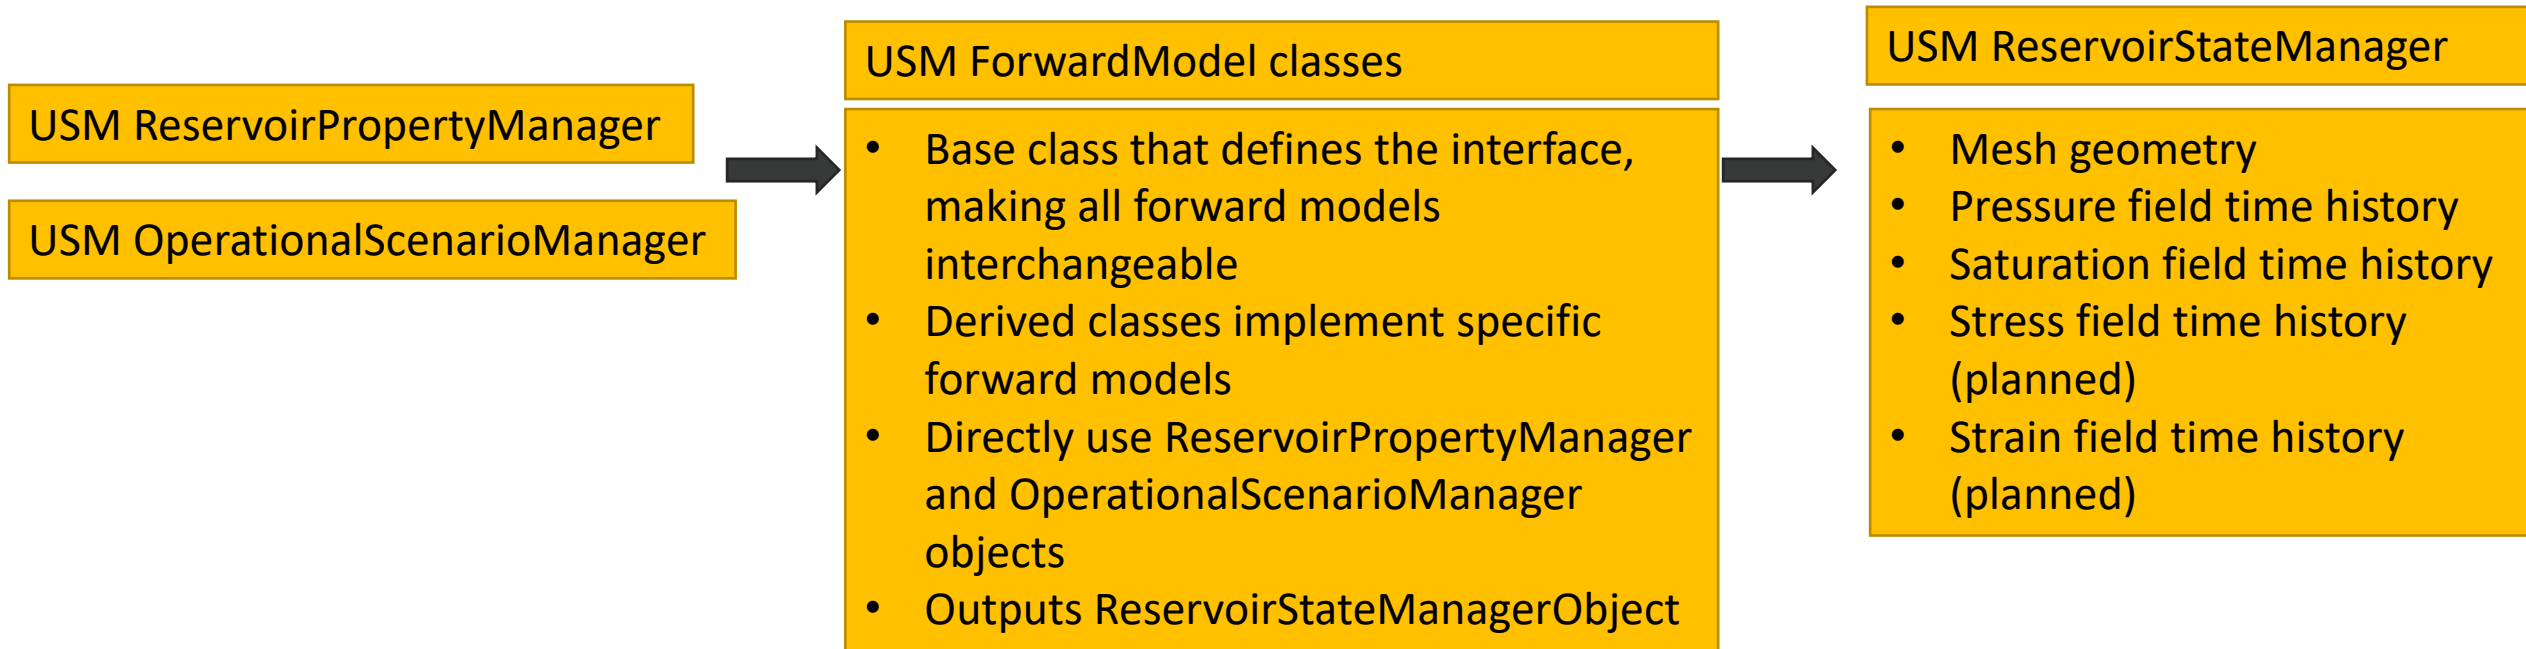 USM ReservoirPropertyManager
USM OperationalScenarioManager
USM ForwardModel classes
• Base class that defines the interface,
making all forward models
interchangeable
• Derived classes implement specific
forward models
• Directly use ReservoirPropertyManager
and OperationalScenarioManager
objects
• Outputs ReservoirStateManagerObject
USM ReservoirStateManager
• Mesh geometry
• Pressure field time history
• Saturation field time history
• Stress field time history
(planned)
• Strain field time history
(planned)